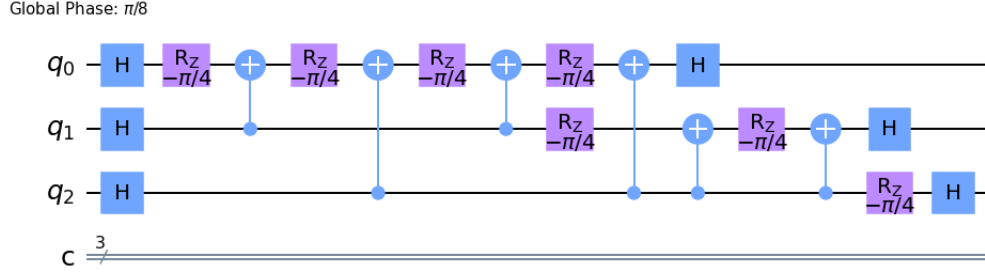 Global Phase: π/8
q0 H RZ −π/4 + RZ −π/4 + RZ −π/4 + RZ −π/4 + H
q1 H RZ −π/4 + RZ −π/4 + H
q2 H RZ −π/4 H
c 3